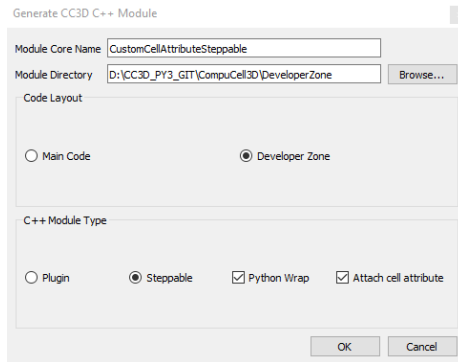 Generate CC3D C++ Module
Module Core Name CustomCellAttributeSteppable
Module Directory D:\CC3D_PY3_GIT\CompuCell3D\DeveloperZone Browse...
Code Layout
Main Code Developer Zone
C++ Module Type
Plugin Steppable Python Wrap Attach cell attribute
OK Cancel